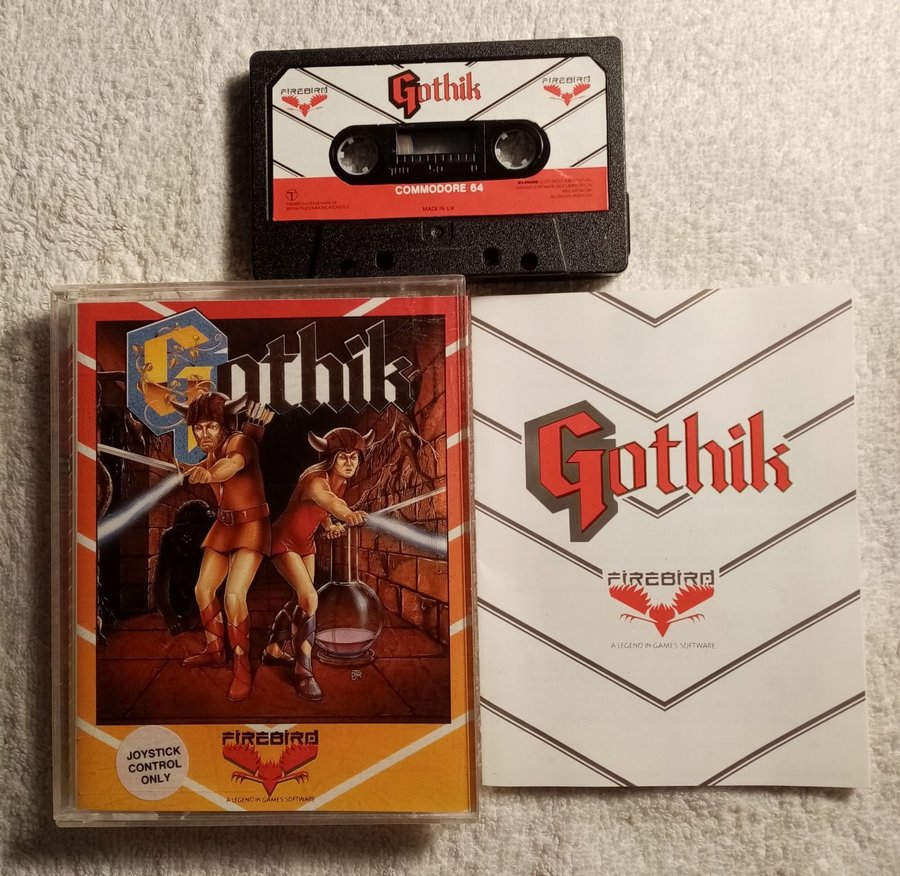 FIREBIRD
Gothik
FIREBIRD
COMMODORE 64
MADE IN U.K.
Gothik
JOYSTICK
CONTROL
ONLY
FIREBIRD
A LEGEND IN GAMES SOFTWARE
Gothik
FIREBIRD
A LEGEND IN GAMES SOFTWARE